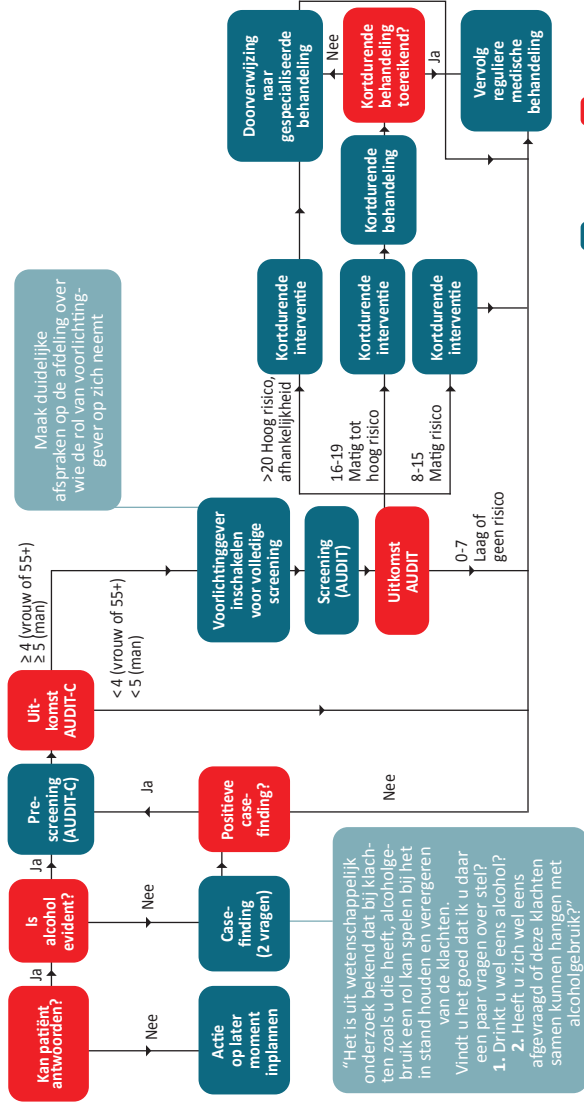 Kan patiënt
antwoorden?
Ja
Nee
Actie
op later
moment
inplannen
Is
alcohol
evident?
Ja
Nee
Case-
finding
(2 vragen)
"Het is uit wetenschappelijk
onderzoek bekend dat bij klach-
ten zoals u die heeft, alcoholge-
bruik een rol kan spelen bij het
in stand houden en verergeren
van de klachten.
Vindt u het goed dat ik u daar
een paar vragen over stel?
1. Drinkt u wel eens alcohol?
2. Heeft u zich wel eens
afgevraagd of deze klachten
samen kunnen hangen met
alcoholgebruik?"
Positieve
case-
finding?
Ja
Nee
Pre-
screening
(AUDIT-C)
Uit-
komst
AUDIT-C
≥ 4 (vrouw of 55+)
≥ 5 (man)
< 4 (vrouw of 55+)
< 5 (man)
Maak duidelijke
afspraken op de afdeling over
wie de rol van voorlichting-
gever op zich neemt
Voorlichtinggever
inschakelen
voor volledige
screening
Screening
(AUDIT)
Uitkomst
AUDIT
>20 Hoog risico,
afhankelijkheid
16-19
Matig tot
hoog risico
8-15
Matig risico
0-7
Laag of
geen risico
Kortdurende
interventie
Kortdurende
interventie
Kortdurende
interventie
Kortdurende
behandeling
Doorverwijzing
naar
gespecialiseerde
behandeling
Nee
Kortdurende
behandeling
toereikend?
Ja
Vervolg
reguliere
medische
behandeling